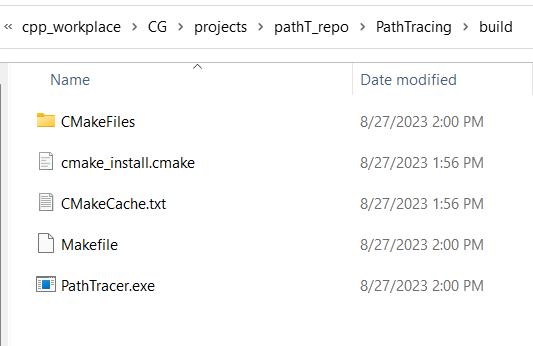 « cpp_workplace > CG > projects > pathT_repo > PathTracing > build
Name Date modified
CMakeFiles 8/27/2023 2:00 PM
cmake_install.cmake 8/27/2023 1:56 PM
CMakeCache.txt 8/27/2023 1:56 PM
Makefile 8/27/2023 2:00 PM
PathTracer.exe 8/27/2023 2:00 PM